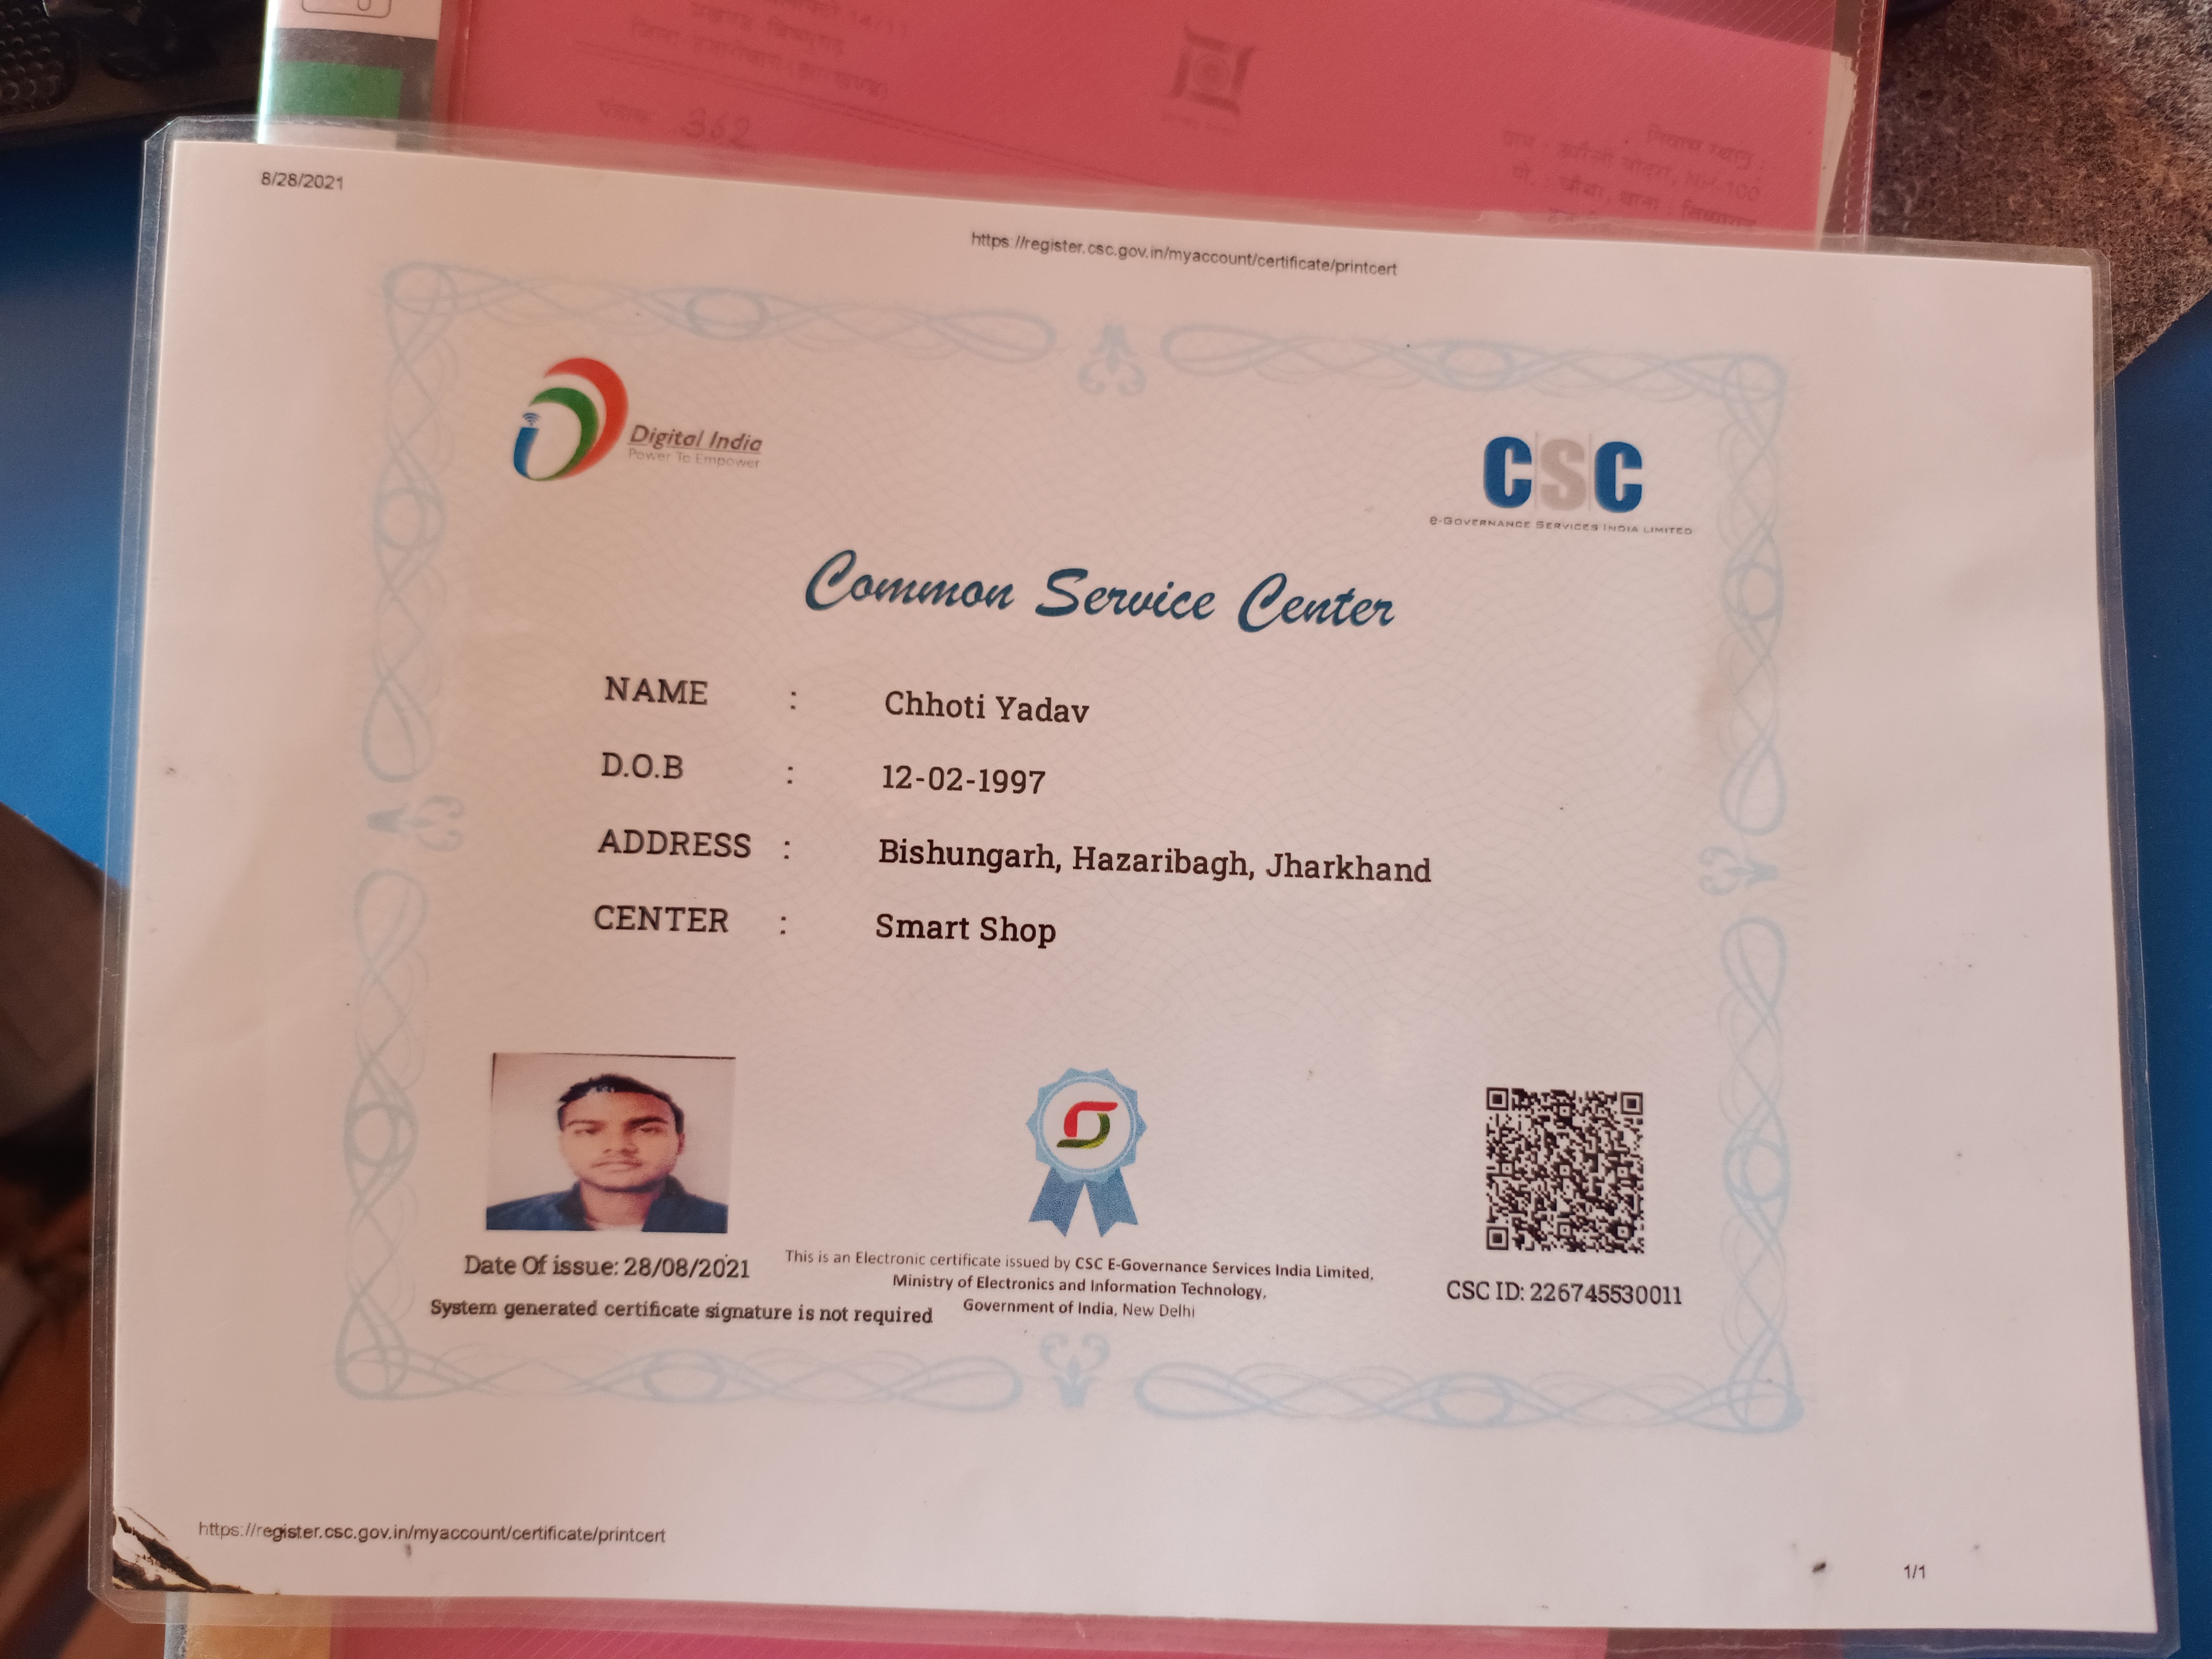 14/11
362
8/28/2021
https://register.csc.gov.in/myaccount/certificate/printcert
Digital India
Power To Empower
CSC
e-Governance Services India Limited
Common Service Center
NAME : Chhoti Yadav
D.O.B : 12-02-1997
ADDRESS : Bishungarh, Hazaribagh, Jharkhand
CENTER : Smart Shop
Date Of issue: 28/08/2021
System generated certificate signature is not required
This is an Electronic certificate issued by CSC E-Governance Services India Limited,
Ministry of Electronics and Information Technology,
Government of India, New Delhi
CSC ID: 226745530011
https://register.csc.gov.in/myaccount/certificate/printcert
1/1